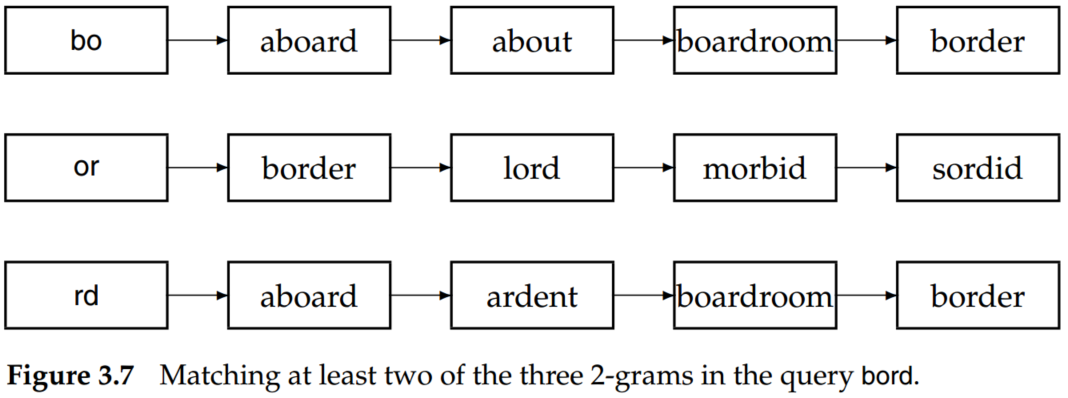 bo aboard about boardroom border
or border lord morbid sordid
rd aboard ardent boardroom border
Figure 3.7 Matching at least two of the three 2-grams in the query bord.